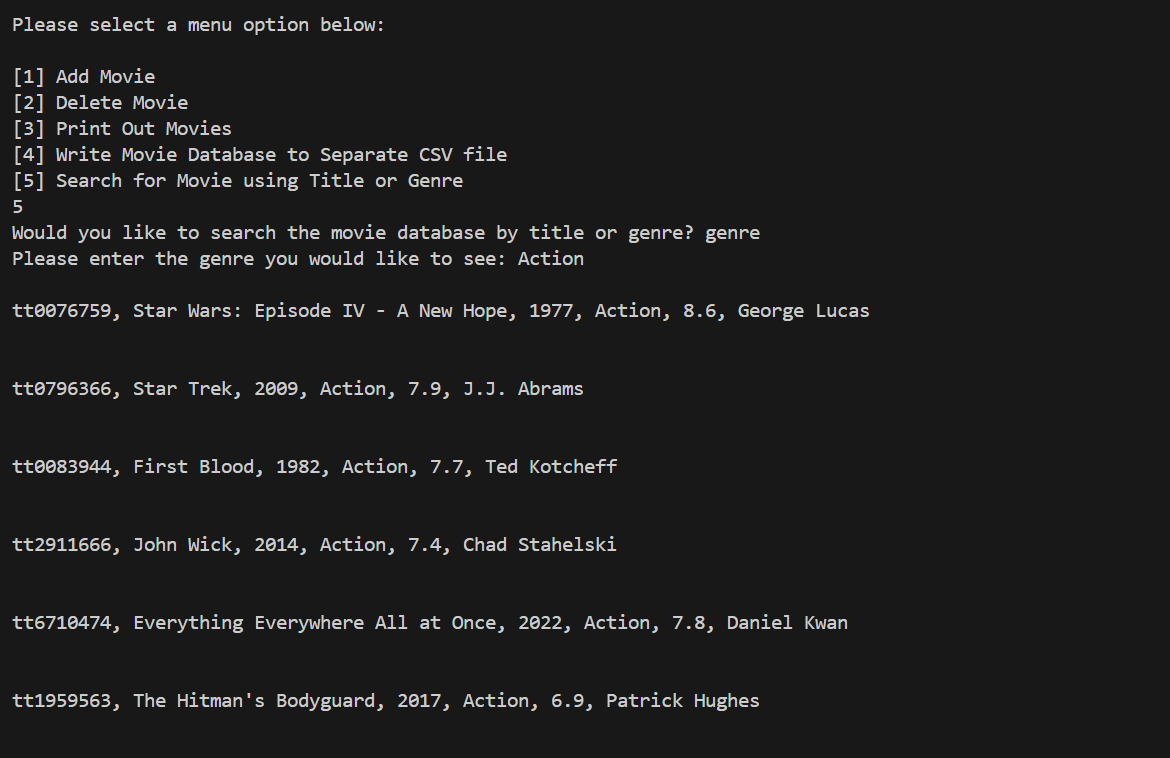 Please select a menu option below:
[1] Add Movie
[2] Delete Movie
[3] Print Out Movies
[4] Write Movie Database to Separate CSV file
[5] Search for Movie using Title or Genre
5
Would you like to search the movie database by title or genre? genre
Please enter the genre you would like to see: Action
tt0076759, Star Wars: Episode IV - A New Hope, 1977, Action, 8.6, George Lucas
tt0796366, Star Trek, 2009, Action, 7.9, J.J. Abrams
tt0083944, First Blood, 1982, Action, 7.7, Ted Kotcheff
tt2911666, John Wick, 2014, Action, 7.4, Chad Stahelski
tt6710474, Everything Everywhere All at Once, 2022, Action, 7.8, Daniel Kwan
tt1959563, The Hitman's Bodyguard, 2017, Action, 6.9, Patrick Hughes